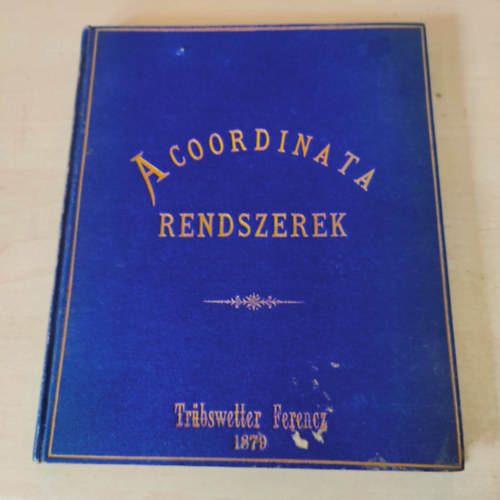 A COORDINATA
RENDSZEREK
Trübswetter Ferencz
1879